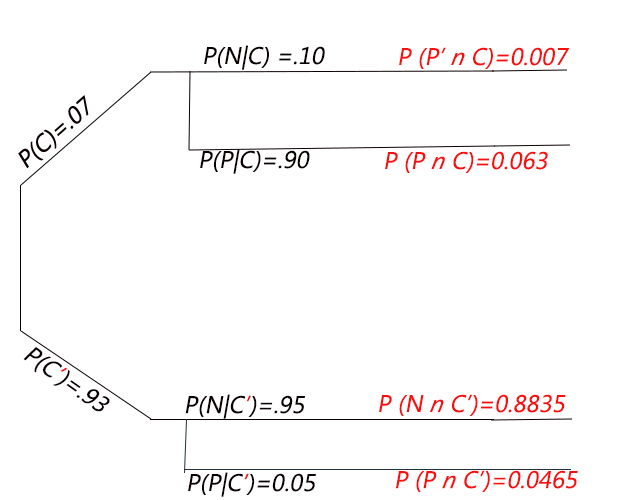 P(N|C) =.10 P (P' n C)=0.007
P(C)=.07
P(P|C)=.90 P (P n C)=0.063
P(C')=.93
P(N|C')=.95 P (N n C')=0.8835
P(P|C')=0.05 P (P n C')=0.0465